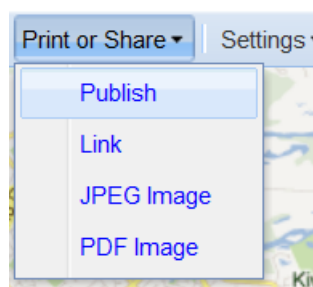 Print or Share Settings
Publish
Link
JPEG Image
PDF Image